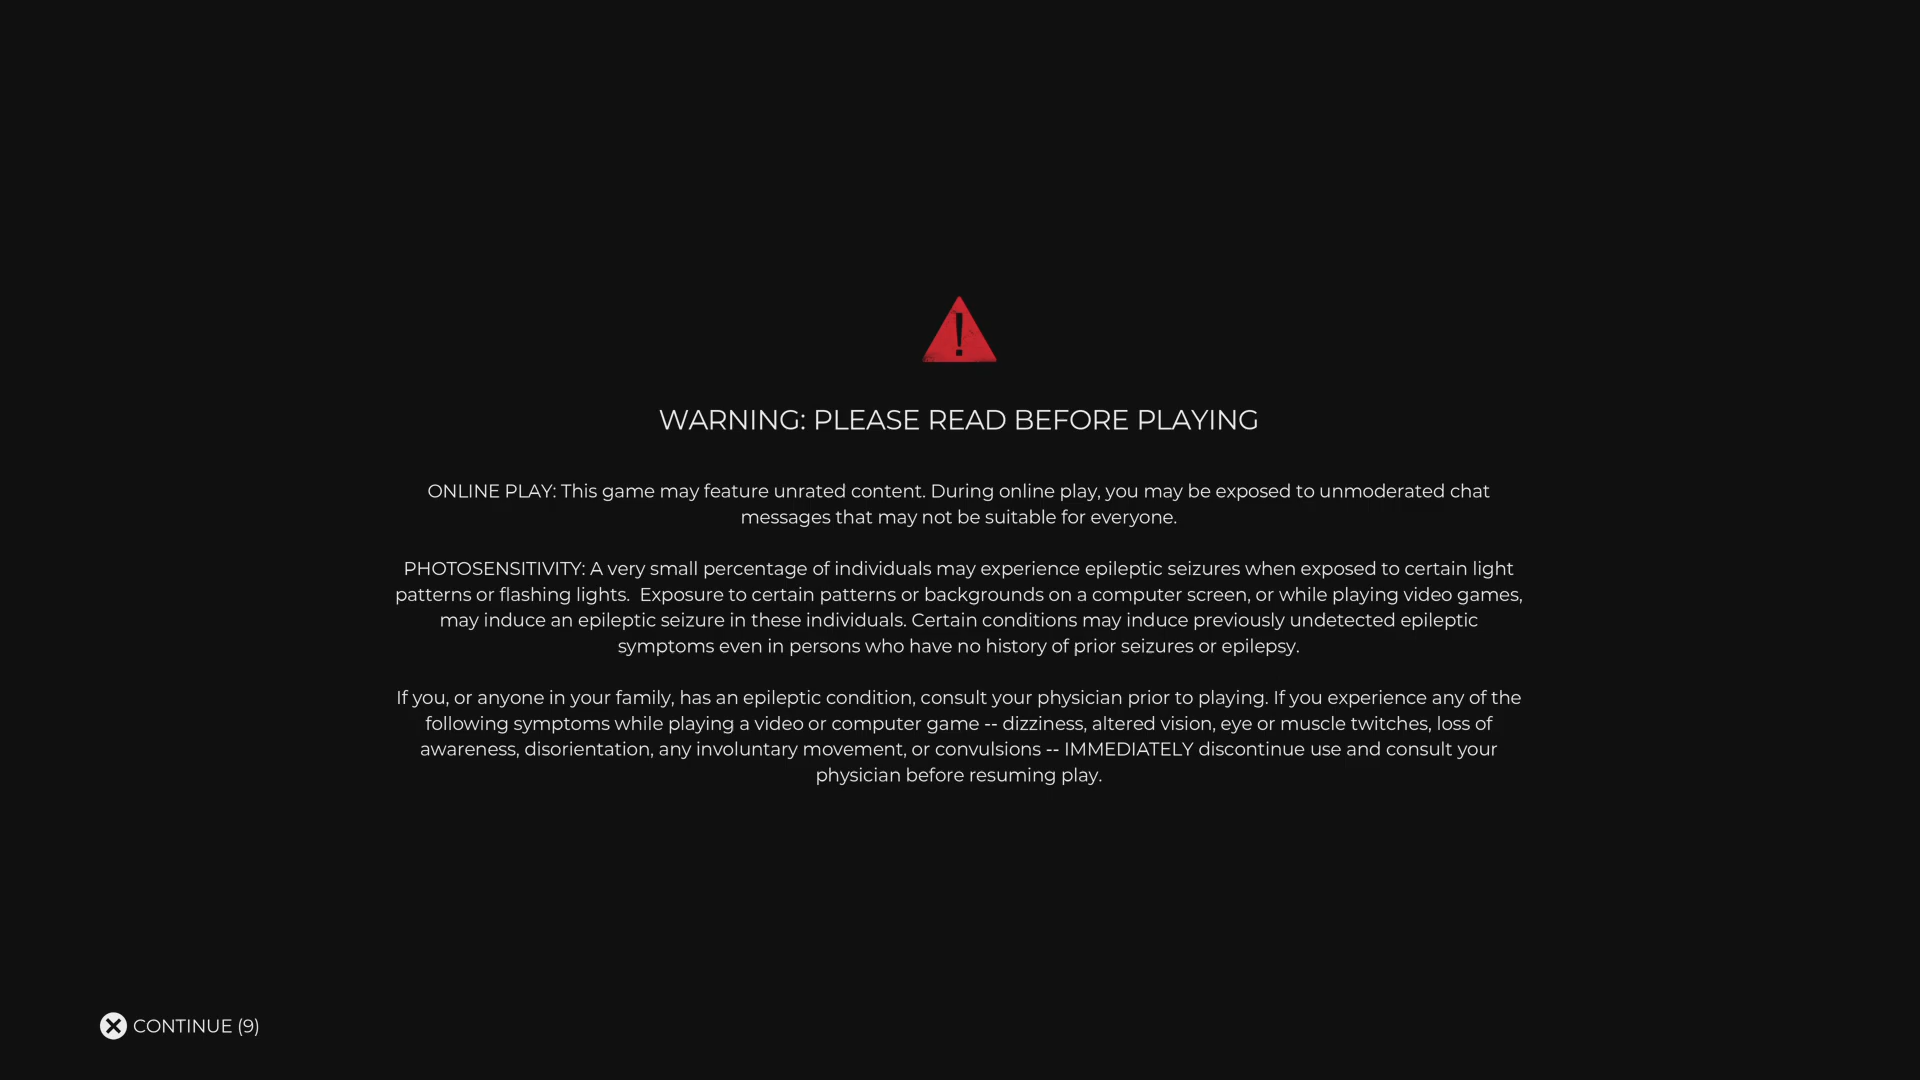 WARNING: PLEASE READ BEFORE PLAYING
ONLINE PLAY: This game may feature unrated content. During online play, you may be exposed to unmoderated chat
messages that may not be suitable for everyone.
PHOTOSENSITIVITY: A very small percentage of individuals may experience epileptic seizures when exposed to certain light
patterns or flashing lights.  Exposure to certain patterns or backgrounds on a computer screen, or while playing video games,
may induce an epileptic seizure in these individuals. Certain conditions may induce previously undetected epileptic
symptoms even in persons who have no history of prior seizures or epilepsy.
If you, or anyone in your family, has an epileptic condition, consult your physician prior to playing. If you experience any of the
following symptoms while playing a video or computer game -- dizziness, altered vision, eye or muscle twitches, loss of
awareness, disorientation, any involuntary movement, or convulsions -- IMMEDIATELY discontinue use and consult your
physician before resuming play.
CONTINUE (9)